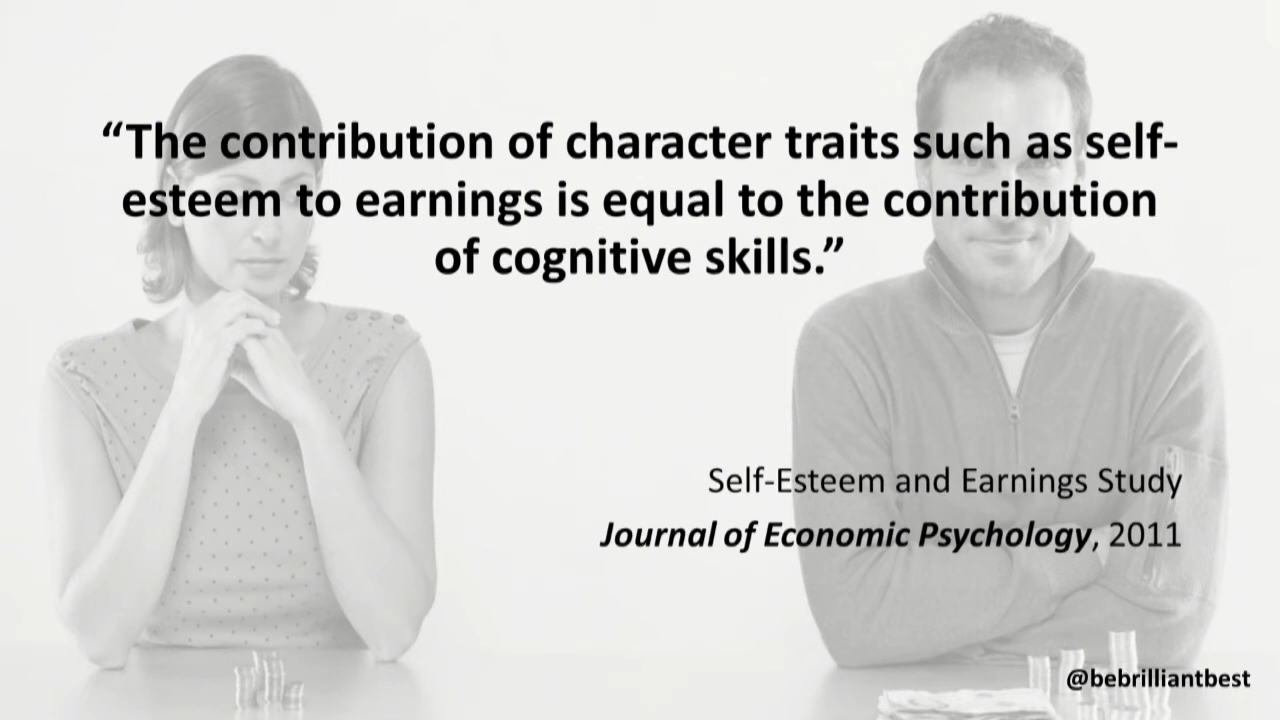 “The contribution of character traits such as self-
esteem to earnings is equal to the contribution
of cognitive skills.”
Self-Esteem and Earnings Study
Journal of Economic Psychology, 2011
@bebrilliantbest